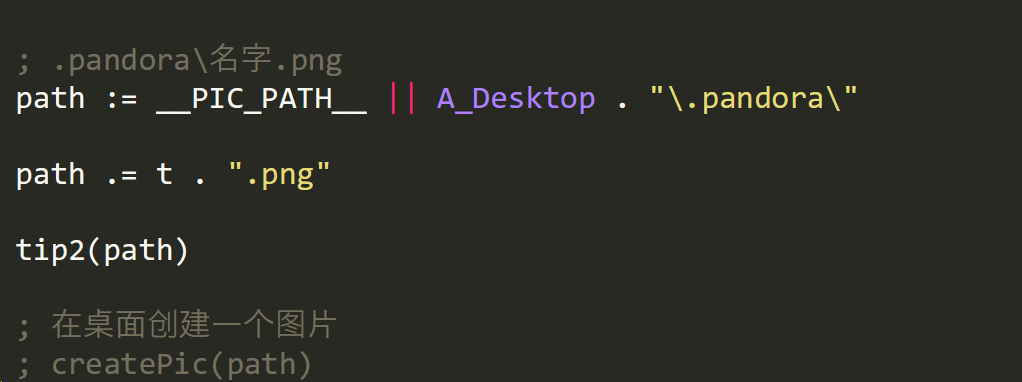 ; .pandora\名字.png
path := __PIC_PATH__ || A_Desktop . "\.pandora\"
path .= t . ".png"
tip2(path)
; 在桌面创建一个图片
; createPic(path)